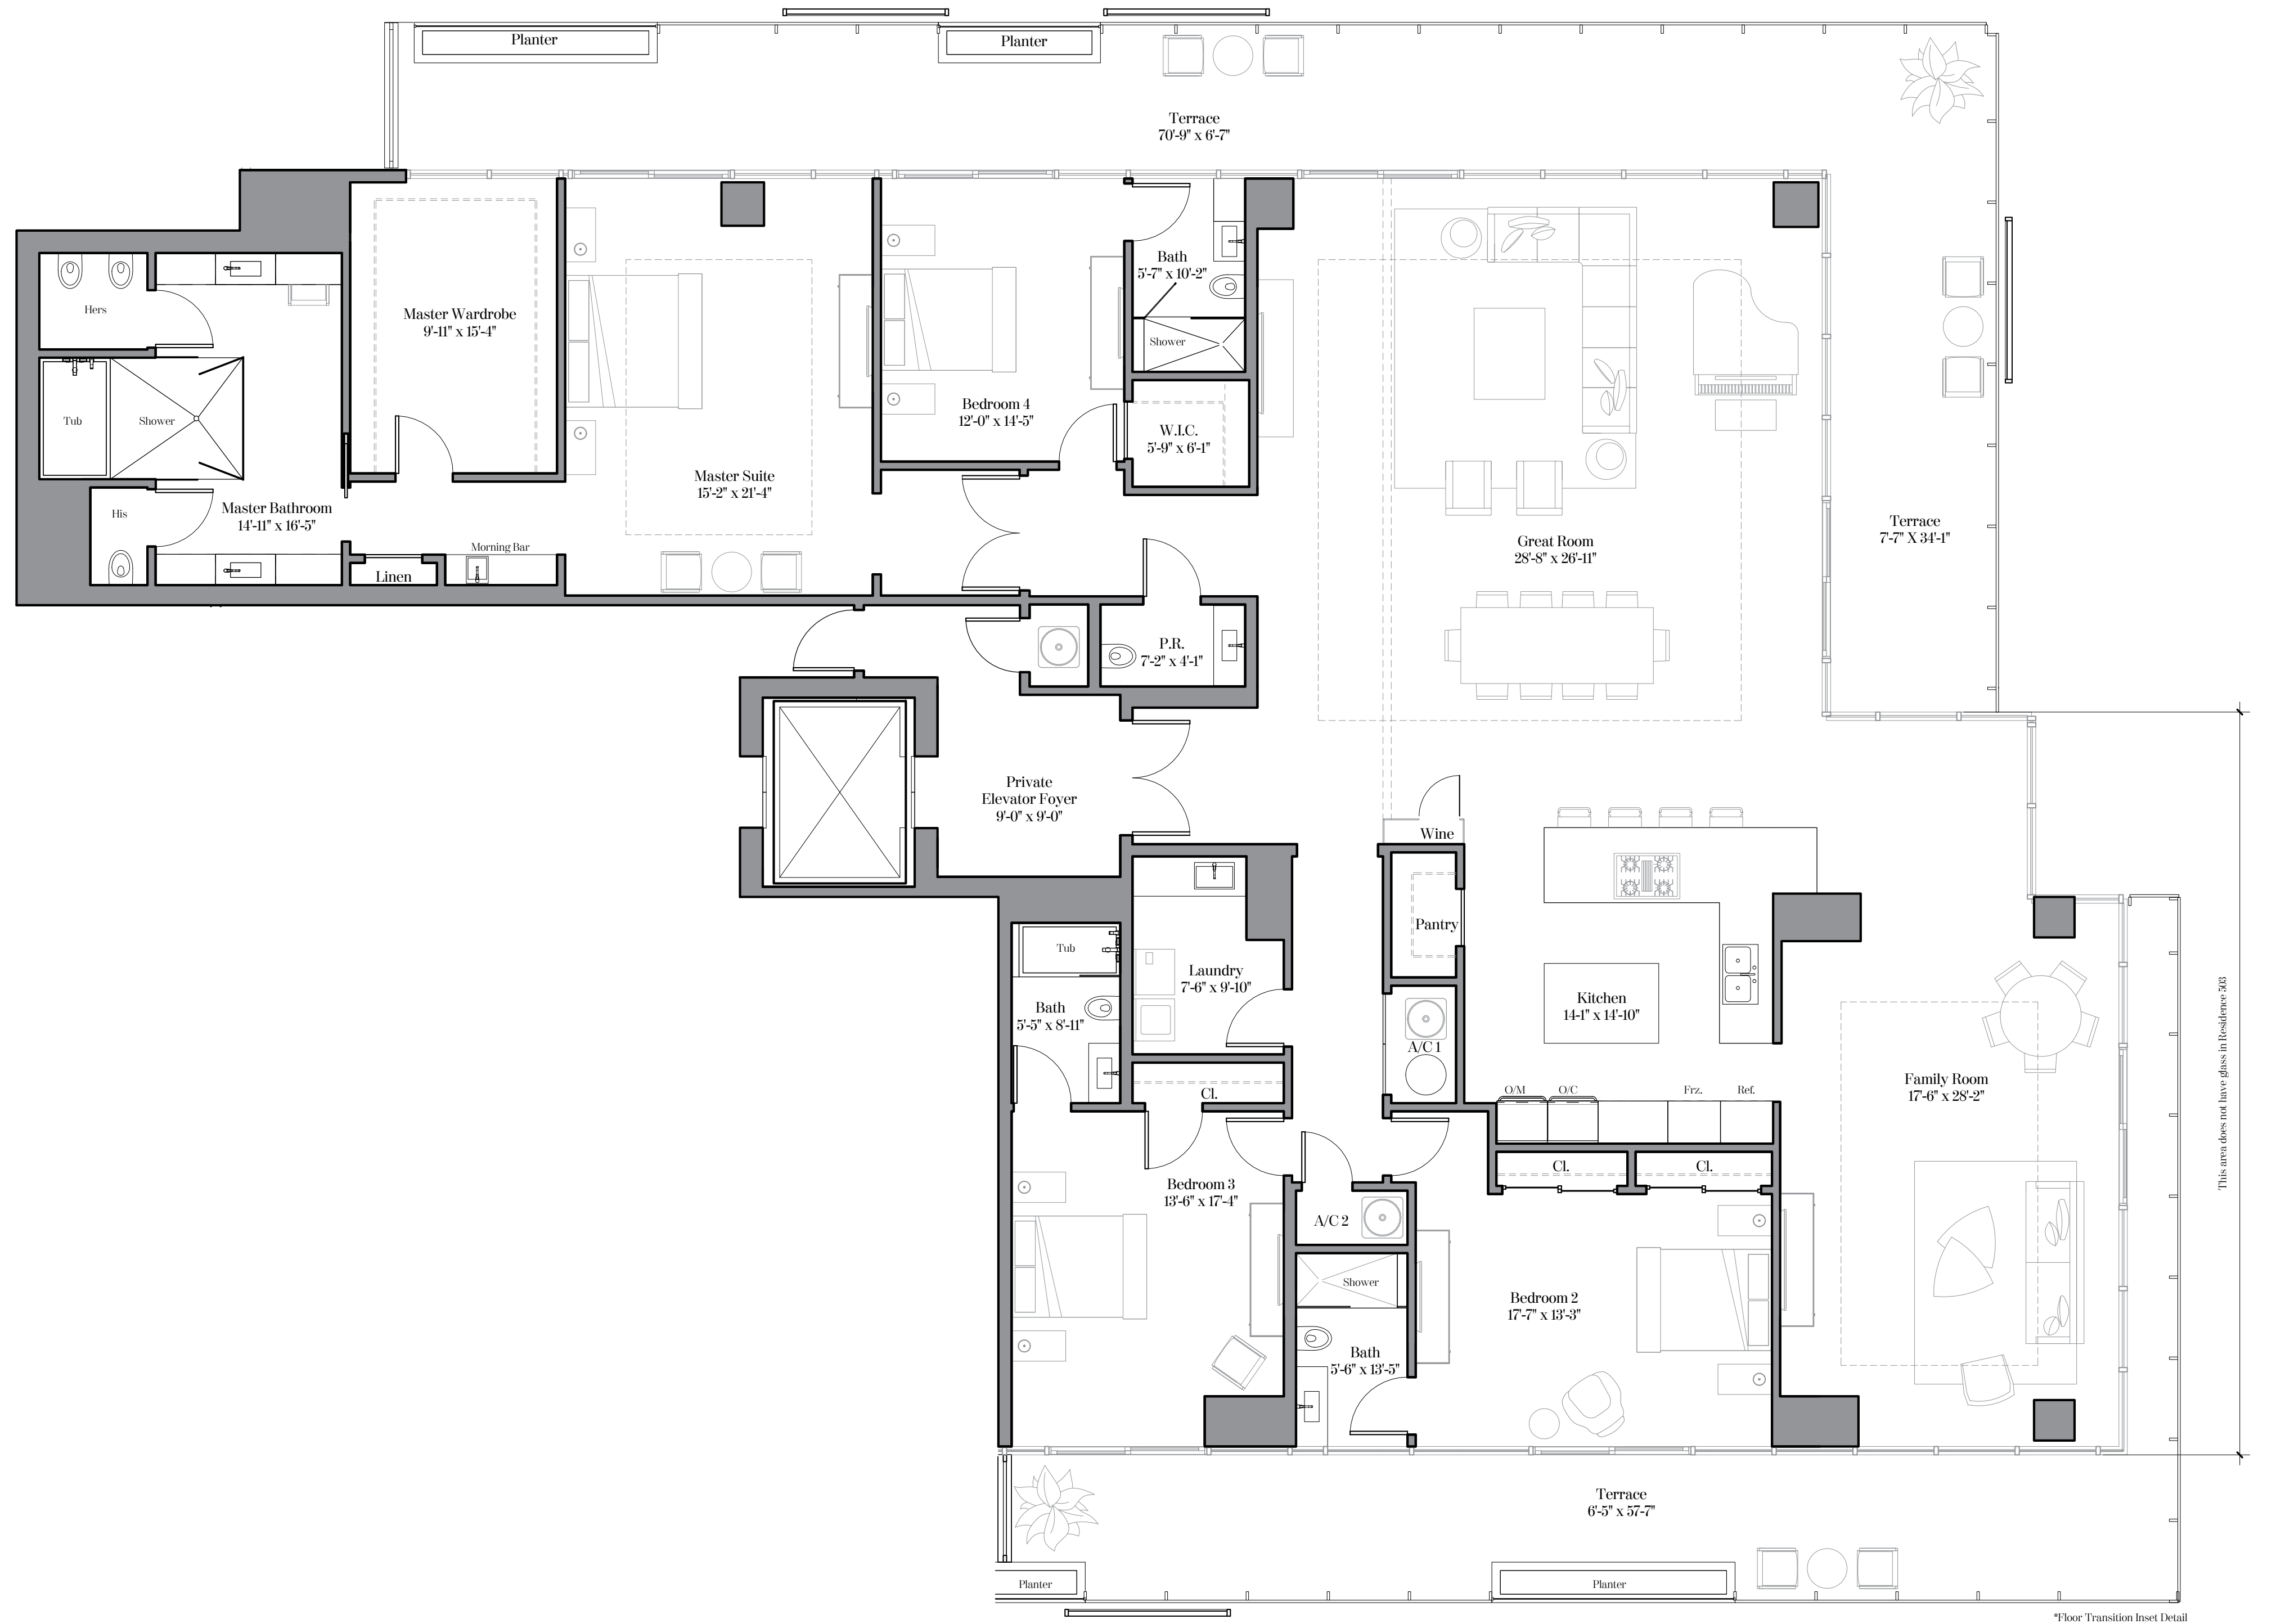 Planter
Planter
Terrace
70'-9" x 6'-7"
Hers
Tub
Shower
His
Master Bathroom
14'-11" x 16'-5"
Master Wardrobe
9'-11" x 15'-4"
Linen
Morning Bar
Master Suite
15'-2" x 21'-4"
Bedroom 4
12'-0" x 14'-5"
Bath
5'-7" x 10'-2"
Shower
W.I.C.
5'-9" x 6'-1"
Great Room
28'-8" x 26'-11"
Terrace
7'-7" X 34'-1"
P.R.
7'-2" x 4'-1"
Private
Elevator Foyer
9'-0" x 9'-0"
Wine
Pantry
Tub
Bath
5'-5" x 8'-11"
Laundry
7'-6" x 9'-10"
Cl.
A/C 1
Kitchen
14-1" x 14'-10"
O/M
O/C
Frz.
Ref.
Family Room
17'-6" x 28'-2"
This area does not have glass in Residence 503
Cl.
Cl.
Bedroom 3
13'-6" x 17'-4"
A/C 2
Shower
Bath
5'-6" x 13'-5"
Bedroom 2
17'-7" x 13'-3"
Terrace
6'-5" x 57-7"
Planter
Planter
*Floor Transition Inset Detail